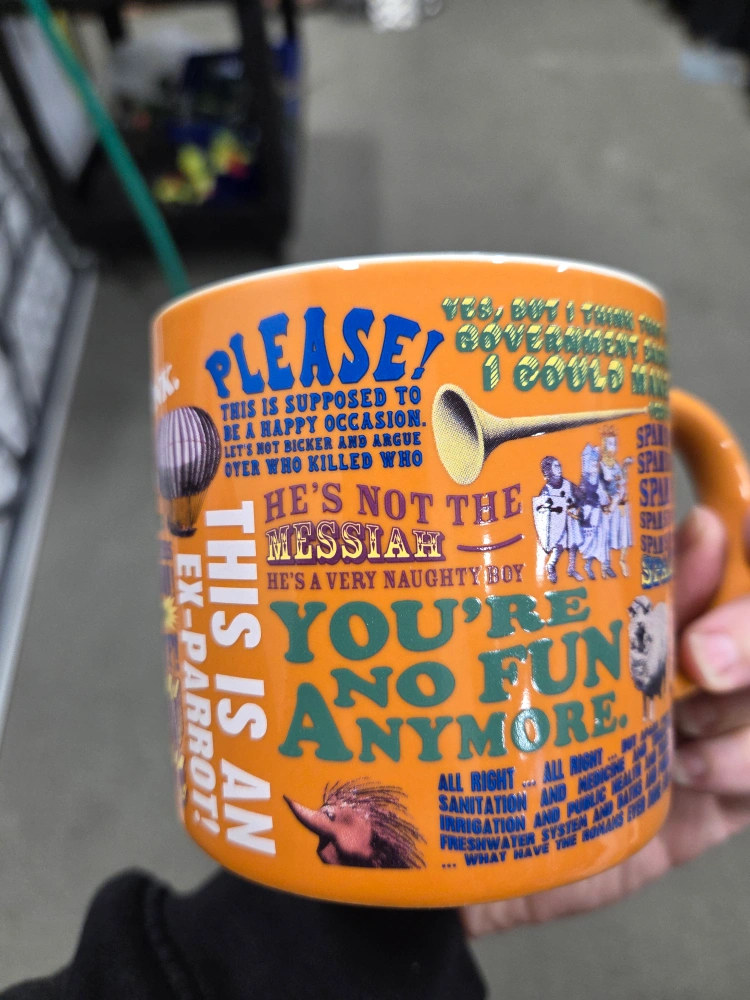 PLEASE!
THIS IS SUPPOSED TO
BE A HAPPY OCCASION.
LET'S NOT BICKER AND ARGUE
OVER WHO KILLED WHO
YES, BUT I THINK
GOVERNMENT
I COULD
HE'S NOT THE
MESSIAH
HE'S A VERY NAUGHTY BOY
THIS IS AN
EX-PARROT!
YOU'RE
NO FUN
ANYMORE.
ALL RIGHT ... ALL RIGHT ... BUT
SANITATION AND MEDICINE
IRRIGATION AND PUBLIC HEALTH
FRESHWATER SYSTEM AND BATHS AND
... WHAT HAVE THE ROMANS EVER DONE